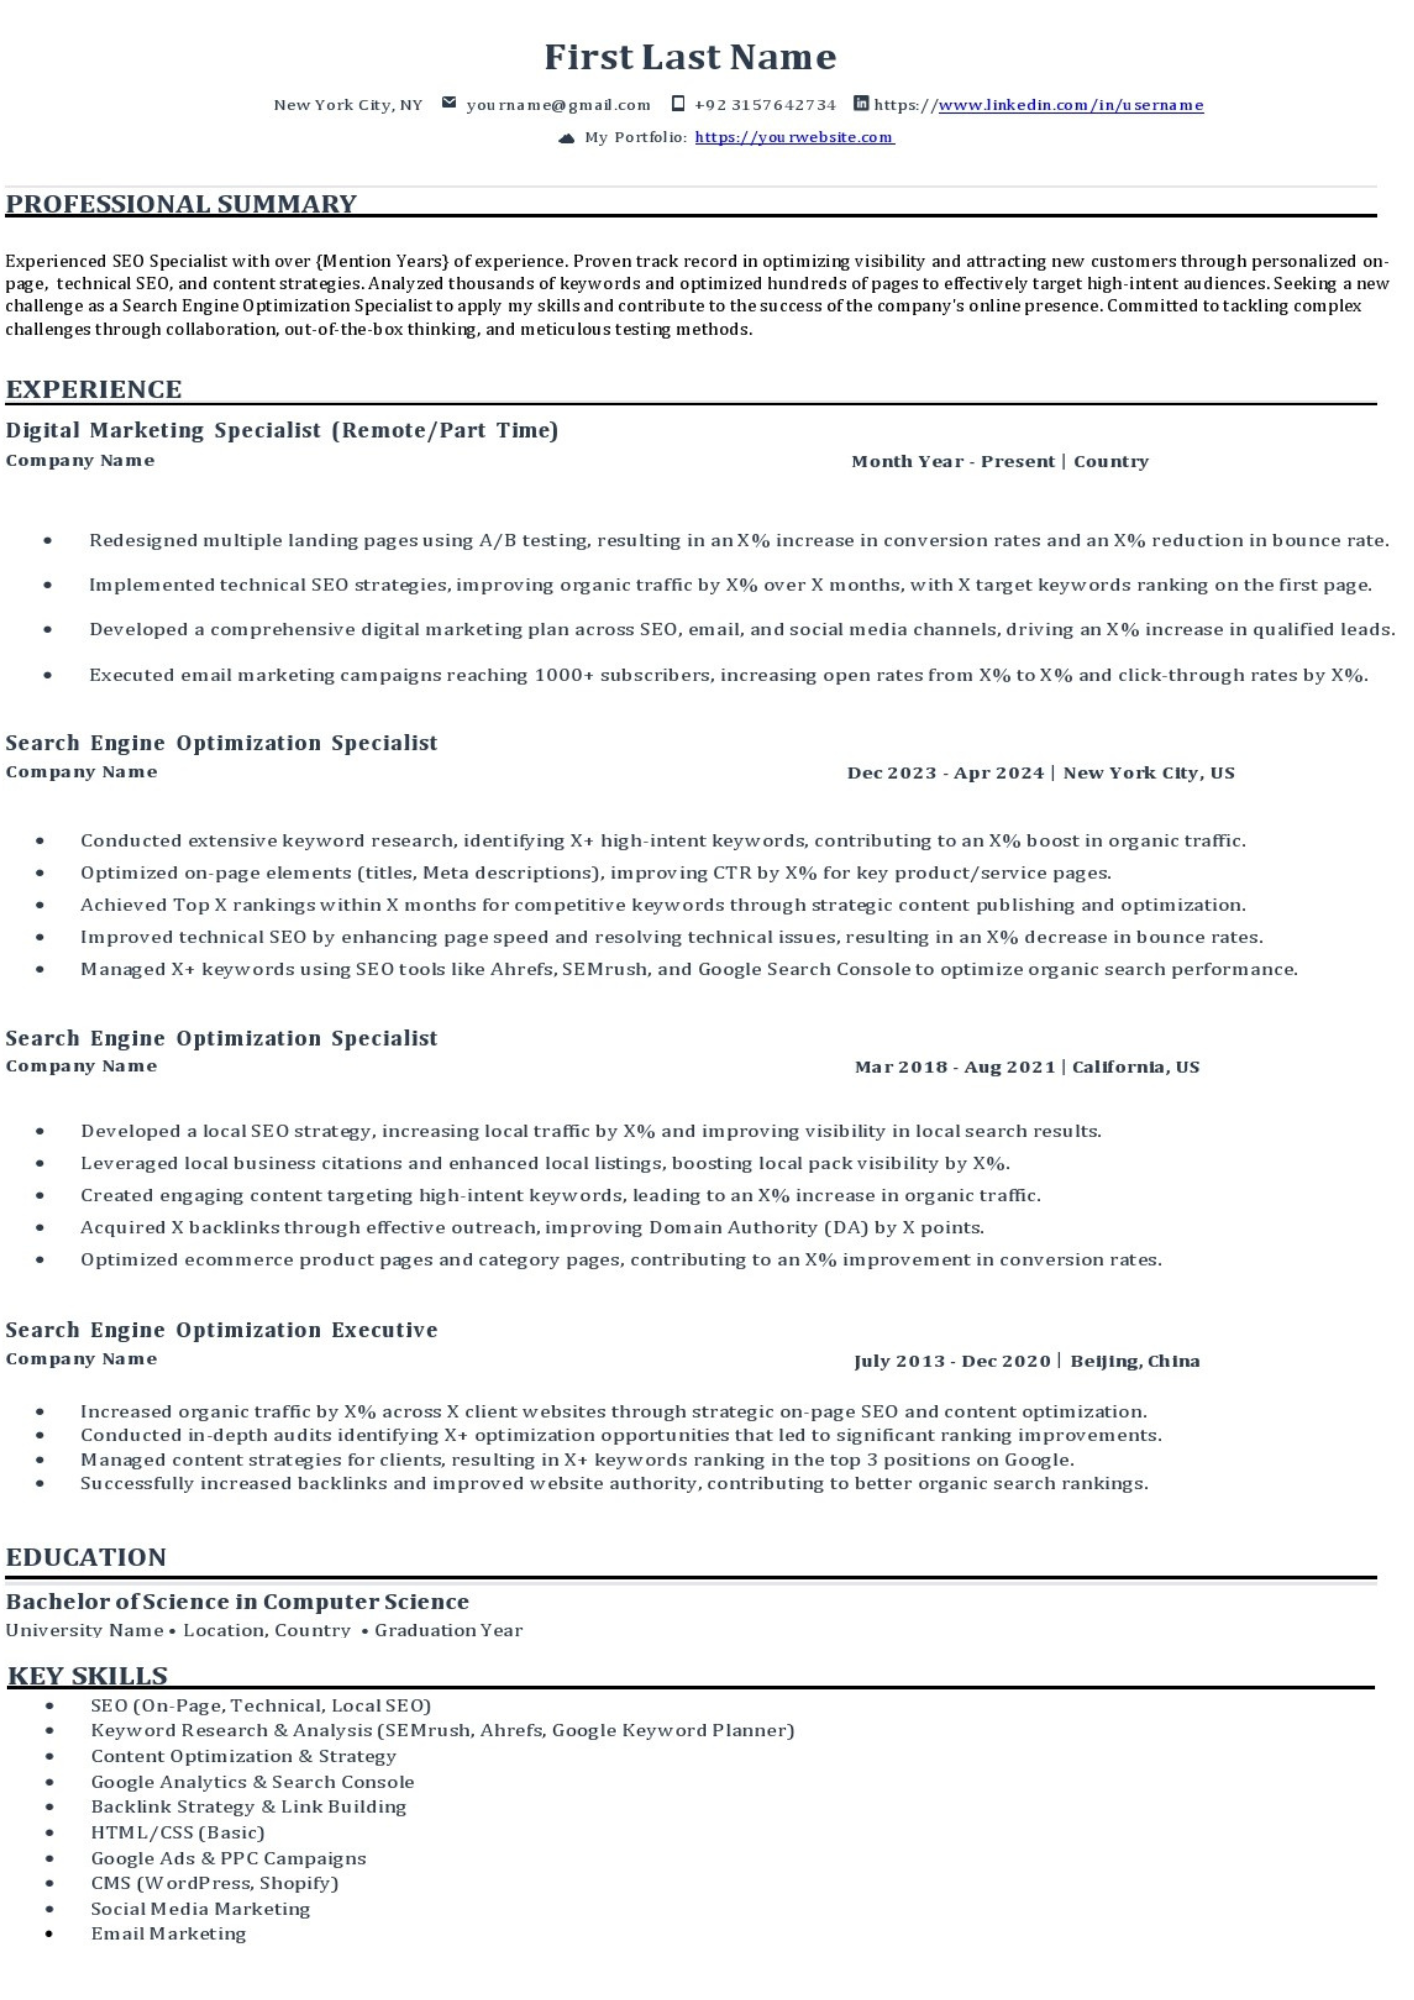 First Last Name
New York City, NY yourname@gmail.com +92 3157642734 https://www.linkedin.com/in/username
My Portfolio: https://yourwebsite.com
PROFESSIONAL SUMMARY
Experienced SEO Specialist with over {Mention Years} of experience. Proven track record in optimizing visibility and attracting new customers through personalized on-
page, technical SEO, and content strategies. Analyzed thousands of keywords and optimized hundreds of pages to effectively target high-intent audiences. Seeking a new
challenge as a Search Engine Optimization Specialist to apply my skills and contribute to the success of the company's online presence. Committed to tackling complex
challenges through collaboration, out-of-the-box thinking, and meticulous testing methods.
EXPERIENCE
Digital Marketing Specialist (Remote/Part Time)
Company Name Month Year - Present | Country
• Redesigned multiple landing pages using A/B testing, resulting in an X% increase in conversion rates and an X% reduction in bounce rate.
• Implemented technical SEO strategies, improving organic traffic by X% over X months, with X target keywords ranking on the first page.
• Developed a comprehensive digital marketing plan across SEO, email, and social media channels, driving an X% increase in qualified leads.
• Executed email marketing campaigns reaching 1000+ subscribers, increasing open rates from X% to X% and click-through rates by X%.
Search Engine Optimization Specialist
Company Name Dec 2023 - Apr 2024 | New York City, US
• Conducted extensive keyword research, identifying X+ high-intent keywords, contributing to an X% boost in organic traffic.
• Optimized on-page elements (titles, Meta descriptions), improving CTR by X% for key product/service pages.
• Achieved Top X rankings within X months for competitive keywords through strategic content publishing and optimization.
• Improved technical SEO by enhancing page speed and resolving technical issues, resulting in an X% decrease in bounce rates.
• Managed X+ keywords using SEO tools like Ahrefs, SEMrush, and Google Search Console to optimize organic search performance.
Search Engine Optimization Specialist
Company Name Mar 2018 - Aug 2021 | California, US
• Developed a local SEO strategy, increasing local traffic by X% and improving visibility in local search results.
• Leveraged local business citations and enhanced local listings, boosting local pack visibility by X%.
• Created engaging content targeting high-intent keywords, leading to an X% increase in organic traffic.
• Acquired X backlinks through effective outreach, improving Domain Authority (DA) by X points.
• Optimized ecommerce product pages and category pages, contributing to an X% improvement in conversion rates.
Search Engine Optimization Executive
Company Name July 2013 - Dec 2020 | Beijing, China
• Increased organic traffic by X% across X client websites through strategic on-page SEO and content optimization.
• Conducted in-depth audits identifying X+ optimization opportunities that led to significant ranking improvements.
• Managed content strategies for clients, resulting in X+ keywords ranking in the top 3 positions on Google.
• Successfully increased backlinks and improved website authority, contributing to better organic search rankings.
EDUCATION
Bachelor of Science in Computer Science
University Name • Location, Country • Graduation Year
KEY SKILLS
• SEO (On-Page, Technical, Local SEO)
• Keyword Research & Analysis (SEMrush, Ahrefs, Google Keyword Planner)
• Content Optimization & Strategy
• Google Analytics & Search Console
• Backlink Strategy & Link Building
• HTML/CSS (Basic)
• Google Ads & PPC Campaigns
• CMS (WordPress, Shopify)
• Social Media Marketing
• Email Marketing